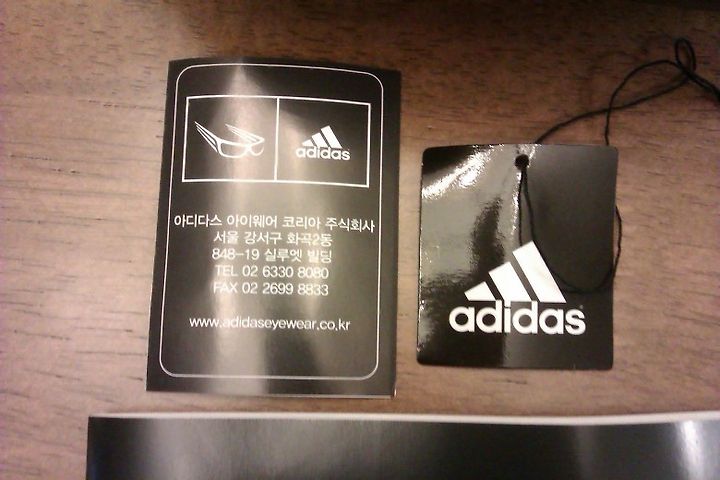 adidas
아디다스 아이웨어 코리아 주식회사
서울 강서구 화곡2동
848-19 실루엣 빌딩
TEL 02 6330 8080
FAX 02 2699 8833
www.adidaseyewear.co.kr
adidas